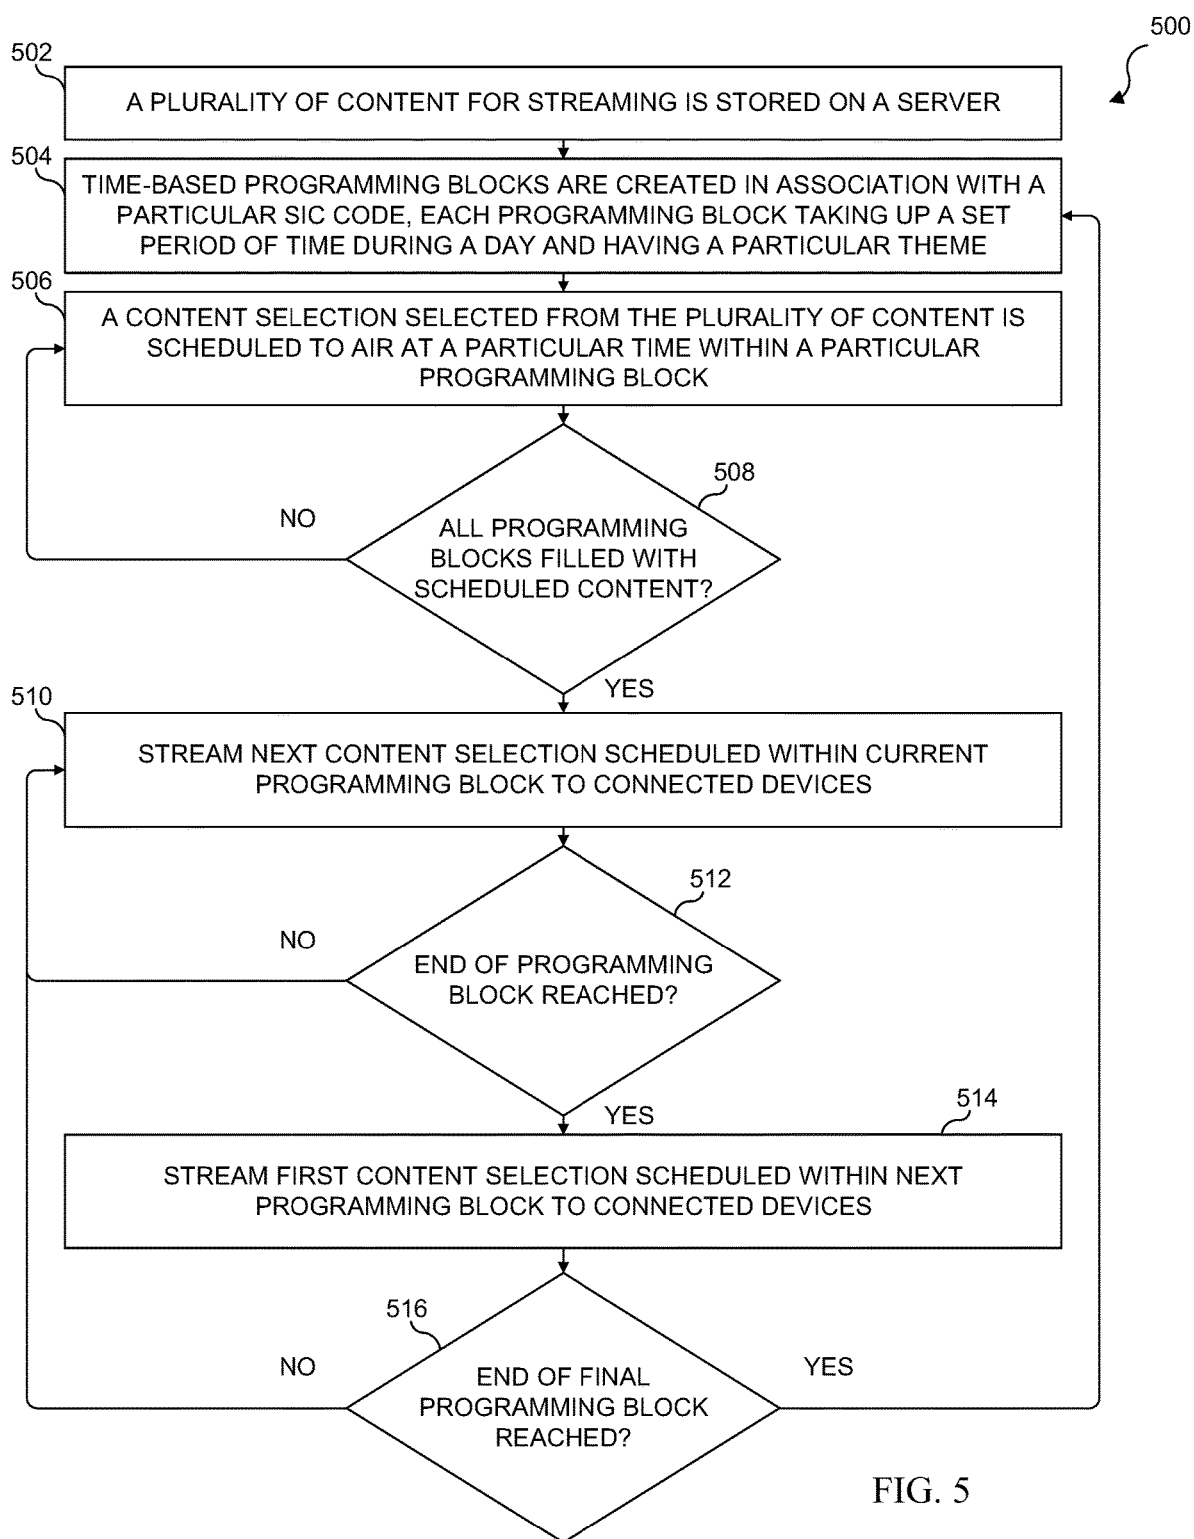 500
502
A PLURALITY OF CONTENT FOR STREAMING IS STORED ON A SERVER
504
TIME-BASED PROGRAMMING BLOCKS ARE CREATED IN ASSOCIATION WITH A
PARTICULAR SIC CODE, EACH PROGRAMMING BLOCK TAKING UP A SET
PERIOD OF TIME DURING A DAY AND HAVING A PARTICULAR THEME
506
A CONTENT SELECTION SELECTED FROM THE PLURALITY OF CONTENT IS
SCHEDULED TO AIR AT A PARTICULAR TIME WITHIN A PARTICULAR
PROGRAMMING BLOCK
508
NO
ALL PROGRAMMING
BLOCKS FILLED WITH
SCHEDULED CONTENT?
YES
510
STREAM NEXT CONTENT SELECTION SCHEDULED WITHIN CURRENT
PROGRAMMING BLOCK TO CONNECTED DEVICES
512
NO
END OF PROGRAMMING
BLOCK REACHED?
YES
514
STREAM FIRST CONTENT SELECTION SCHEDULED WITHIN NEXT
PROGRAMMING BLOCK TO CONNECTED DEVICES
516
NO
YES
END OF FINAL
PROGRAMMING BLOCK
REACHED?
FIG. 5